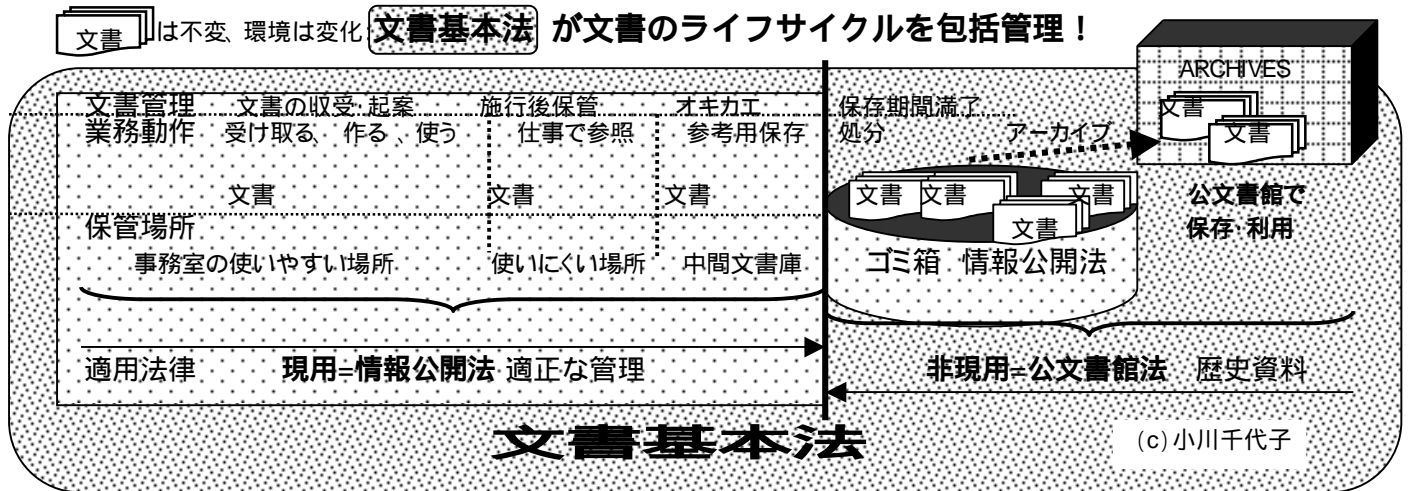 文書 は不変、環境は変化: 文書基本法 が文書のライフサイクルを包括管理！
ARCHIVES
文書
文書
文書管理 文書の収受・起案 施行後保管 オキカエ 保存期間満了
業務動作 受け取る、作る、使う 仕事で参照 参考用保存 処分 アーカイブ
文書 文書 文書 文書 文書 文書
文書
公文書館で
保存・利用
保管場所
事務室の使いやすい場所 使いにくい場所 中間文書庫 ゴミ箱 情報公開法
適用法律 現用=情報公開法 適正な管理 非現用=公文書館法 歴史資料
文書基本法
(c)小川千代子